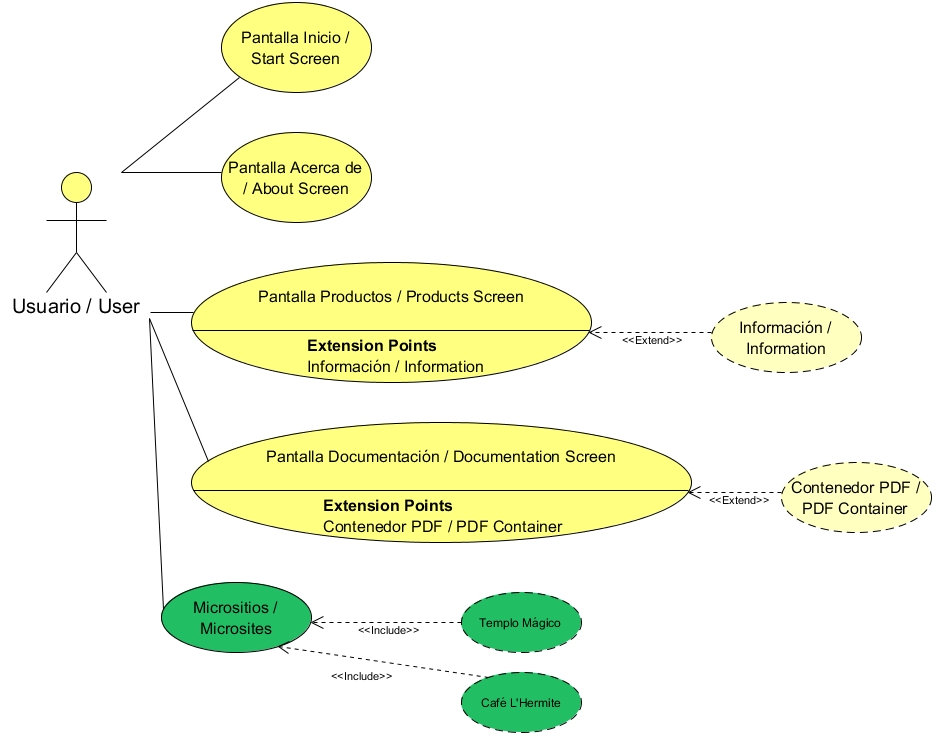 Pantalla Inicio /
Start Screen
Pantalla Acerca de
/ About Screen
Usuario / User
Pantalla Productos / Products Screen
Extension Points
Información / Information
<<Extend>>
Información /
Information
Pantalla Documentación / Documentation Screen
Extension Points
Contenedor PDF / PDF Container
<<Extend>>
Contenedor PDF /
PDF Container
Micrositios /
Microsites
<<Include>>
Templo Mágico
<<Include>>
Café L'Hermite